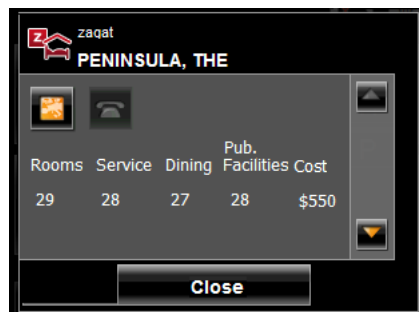 z zagat
PENINSULA, THE
Rooms Service Dining Pub. Facilities Cost
29 28 27 28 $550
Close